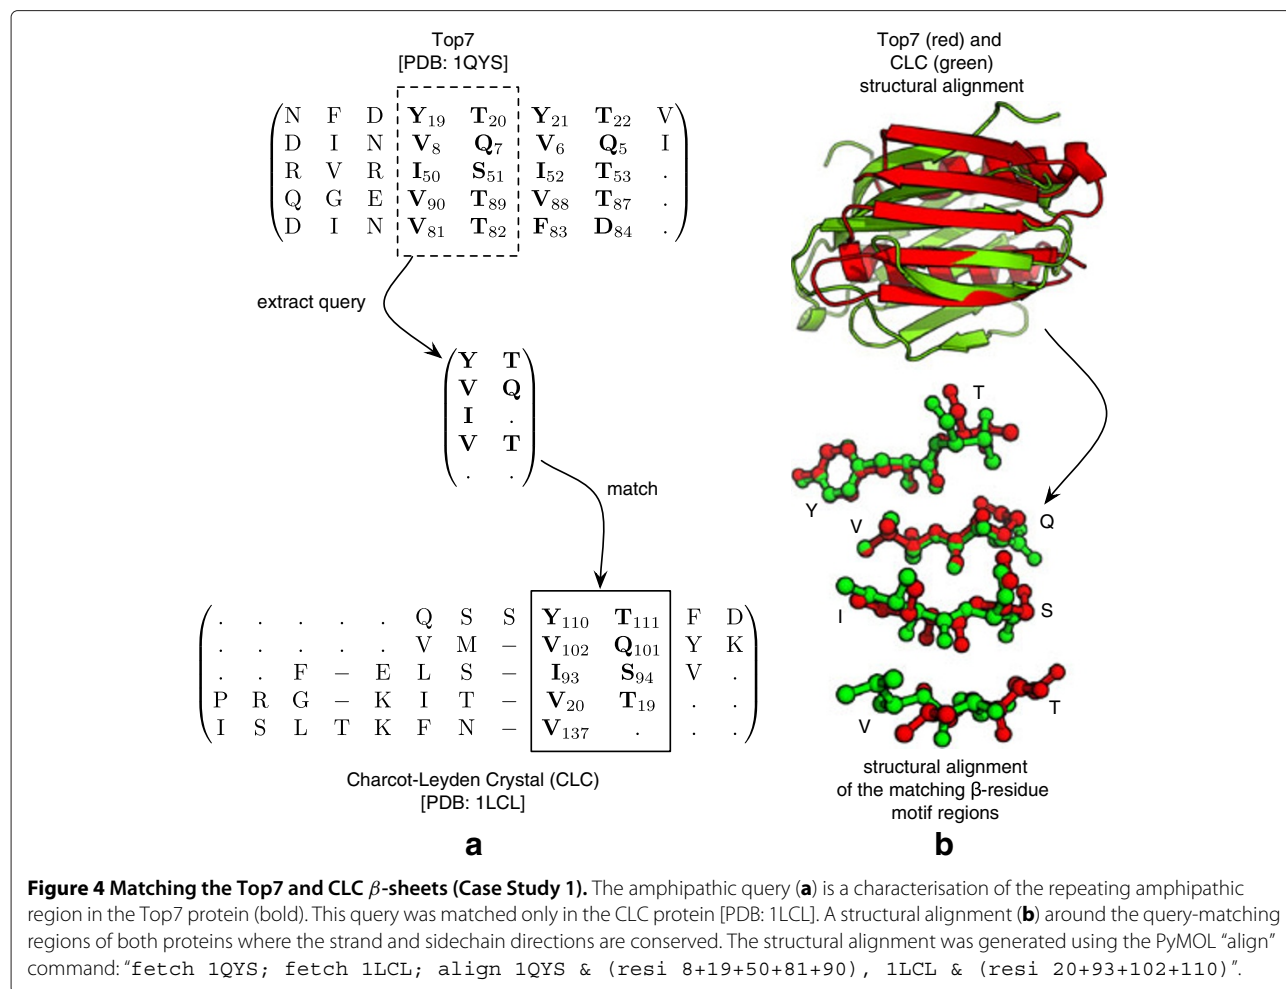 Top7
[PDB: 1QYS]
N F D Y19 T20 Y21 T22 V
D I N V8 Q7 V6 Q5 I
R V R I50 S51 I52 T53 .
Q G E V90 T89 V88 T87 .
D I N V81 T82 F83 D84 .
extract query
Y T
V Q
I .
V T
. .
match
. . . . . Q S S Y110 T111 F D
. . . . . V M – V102 Q101 Y K
. . F – E L S – I93 S94 V .
P R G – K I T – V20 T19 . .
I S L T K F N – V137 . . .
Charcot-Leyden Crystal (CLC)
[PDB: 1LCL]
a
Top7 (red) and
CLC (green)
structural alignment
T
Y
V
Q
I
S
V
T
structural alignment
of the matching β-residue
motif regions
b
Figure 4 Matching the Top7 and CLC β-sheets (Case Study 1). The amphipathic query (a) is a characterisation of the repeating amphipathic
region in the Top7 protein (bold). This query was matched only in the CLC protein [PDB: 1LCL]. A structural alignment (b) around the query-matching
regions of both proteins where the strand and sidechain directions are conserved. The structural alignment was generated using the PyMOL “align”
command: “fetch 1QYS; fetch 1LCL; align 1QYS & (resi 8+19+50+81+90), 1LCL & (resi 20+93+102+110)”.